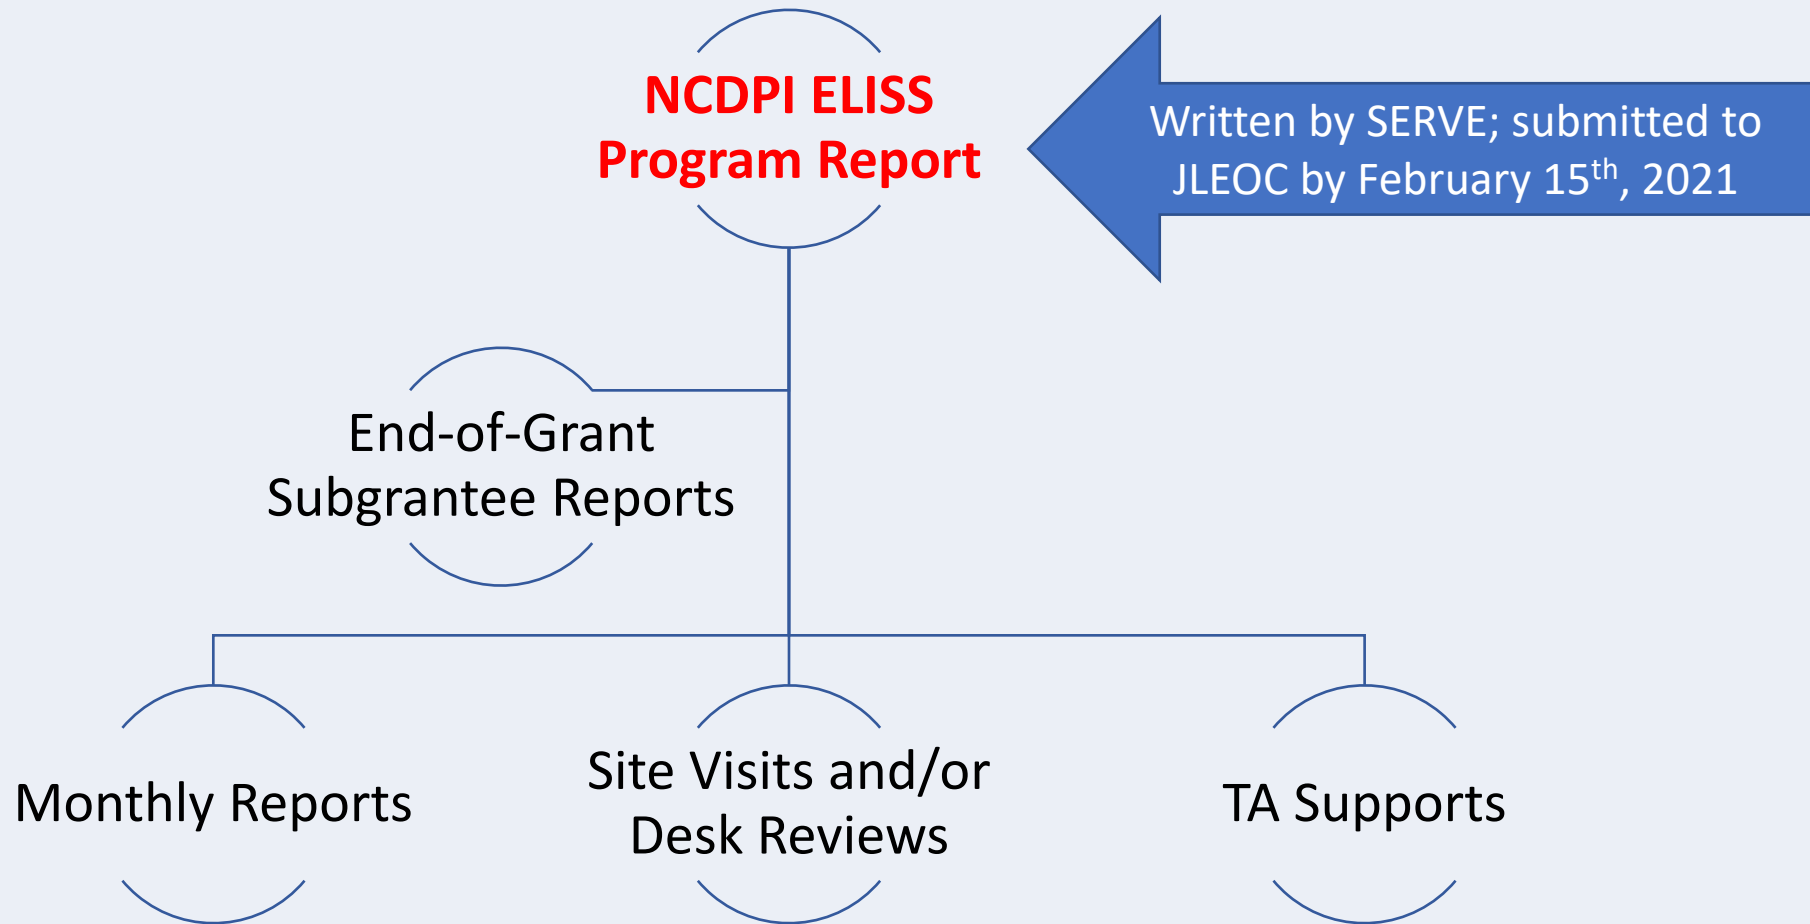 NCDPI ELISS
Program Report
Written by SERVE; submitted to
JLEOC by February 15th, 2021
End-of-Grant
Subgrantee Reports
Monthly Reports
Site Visits and/or
Desk Reviews
TA Supports